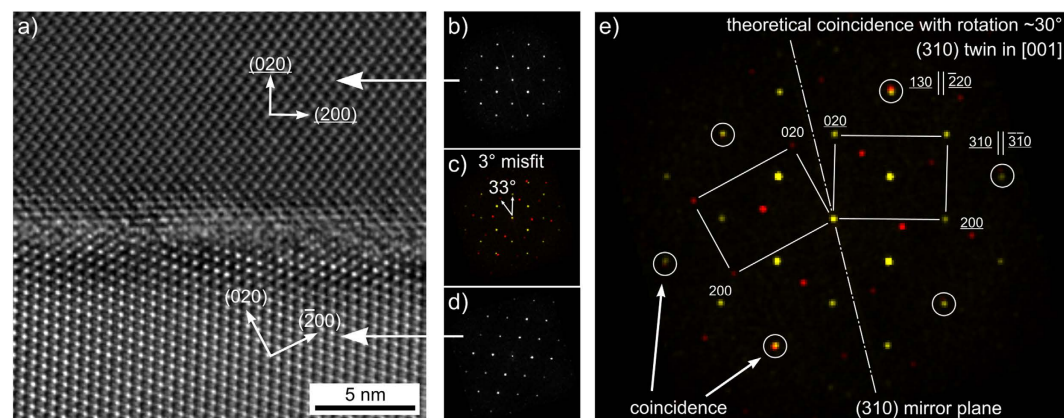 a)
(020)
(200)
(020)
(2̅00)
5 nm
b)
c)
3° misfit
33°
d)
e)
theoretical coincidence with rotation ~30°
(310) twin in [001]
130 || 2̅20
020
020
310 || 3̅1̅0
200
200
coincidence
(310) mirror plane